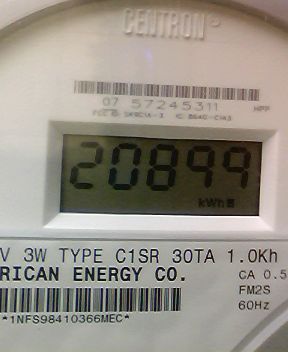 CENTRON
07 57245311
20899
kWh
V 3W TYPE C1SR 30TA 1.0Kh
RICAN ENERGY CO.
CA 0.5
FM2S
60Hz
*1NFS98410366MEC*